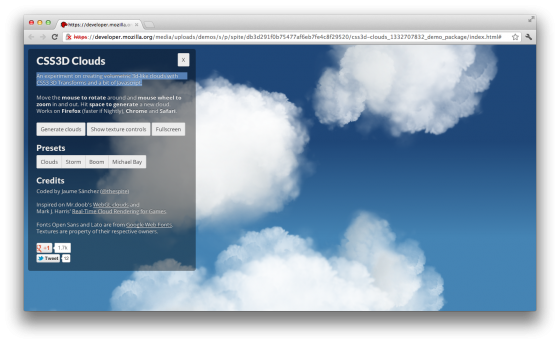 https://developer.mozilla.or
https://developer.mozilla.org/media/uploads/demos/s/p/spite/af2391d0f1b75477af6eb7fe4c8f29520/css3d-clouds_1332707832_demo_package/index.html#
CSS3D Clouds
X
An experiment on creating volumetric 3d-like clouds with
CSS3 3D Transforms and a bit of Javascript.
Move the mouse to rotate around and mouse wheel to
zoom in and out. Hit space to generate a new cloud.
Works on Firefox (faster if Nightly), Chrome and Safari
Generate clouds
Show texture controls
Fullscreen
Presets
Clouds
Storm
Boom
Michael Bay
Credits
Coded by Jaume Sánchez (@thespite)
Inspired on Mr doob's WebGL clouds and
Mark J. Harris' Real-Time Cloud Rendering for Games.
Fonts Open Sans and Lato are from Google Web Fonts.
Textures are property of their respective owners.
+1
1.7k
Tweet
12